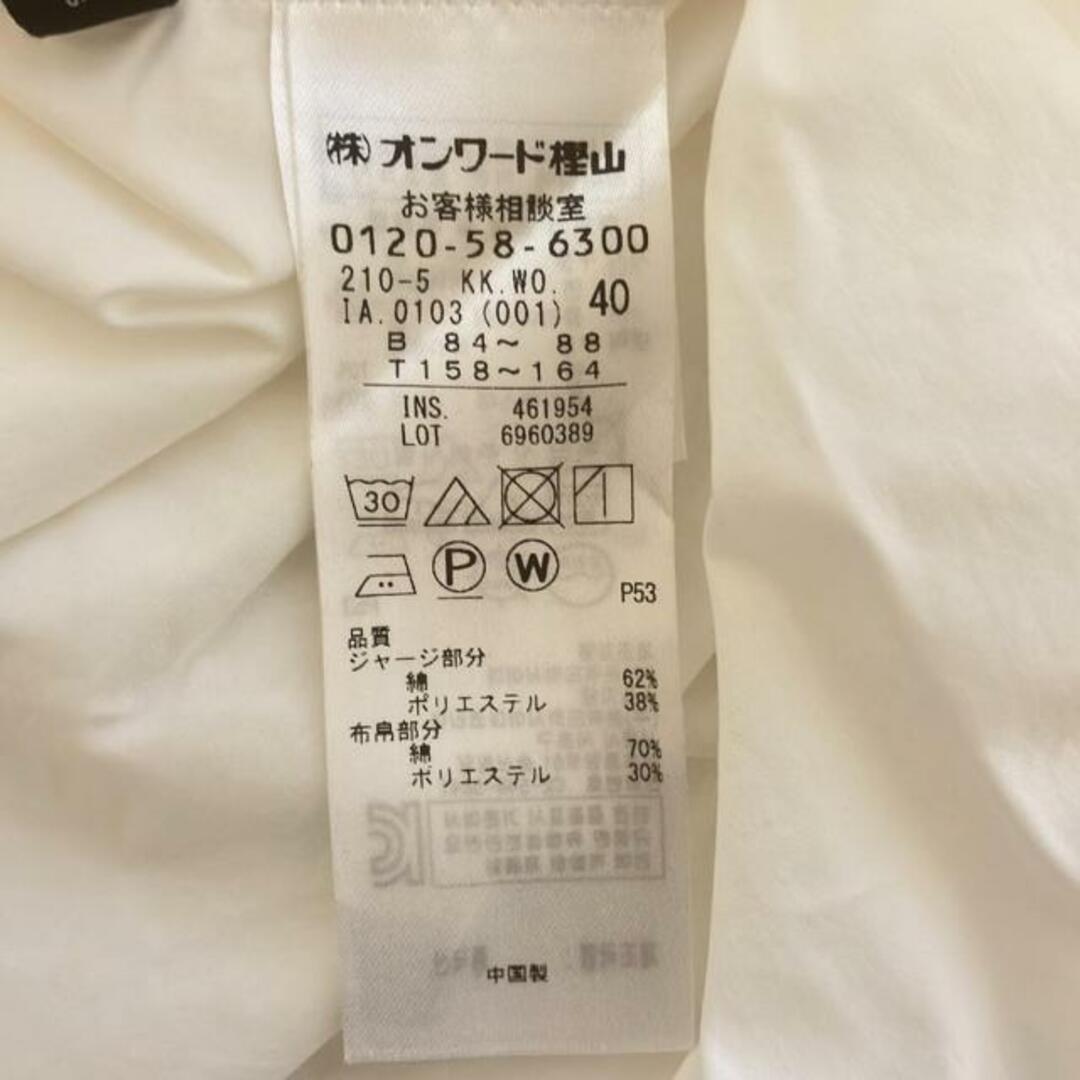 (株)オンワード樫山
お客様相談室
0120-58-6300
210-5 KK.WO.
IA.0103 (001) 40
B 84〜 88
T158〜164
INS. 461954
LOT 6960389
30
P W
P53
品質
ジャージ部分
綿 62%
ポリエステル 38%
布帛部分
綿 70%
ポリエステル 30%
中国製